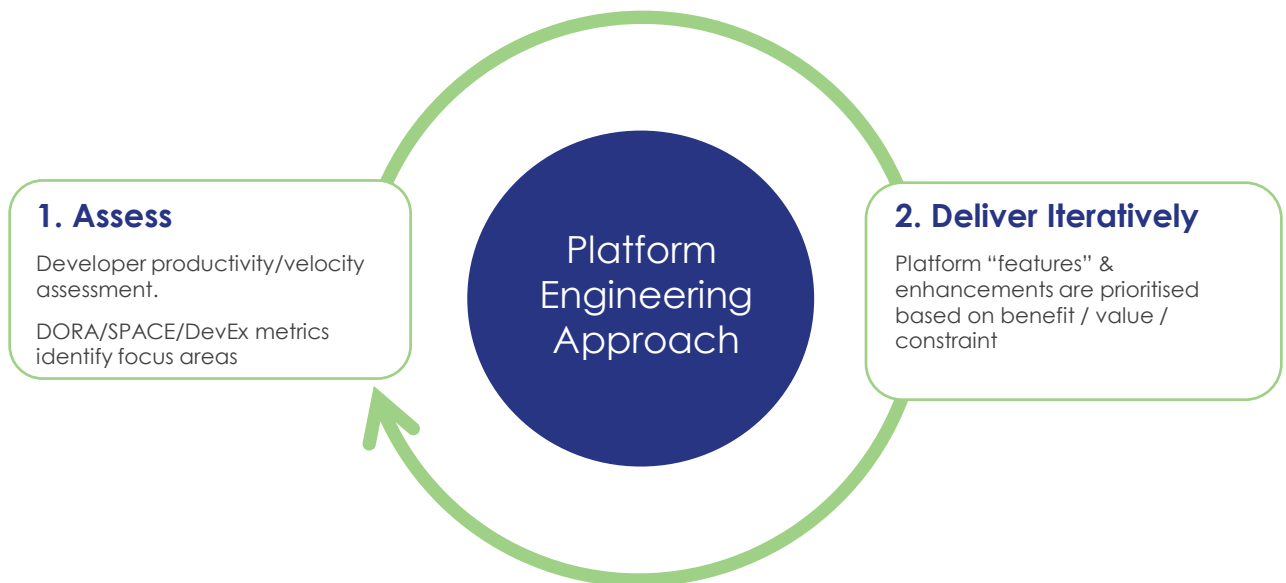 1. Assess
Developer productivity/velocity
assessment.
DORA/SPACE/DevEx metrics
identify focus areas
Platform
Engineering
Approach
2. Deliver Iteratively
Platform “features” &
enhancements are prioritised
based on benefit / value /
constraint